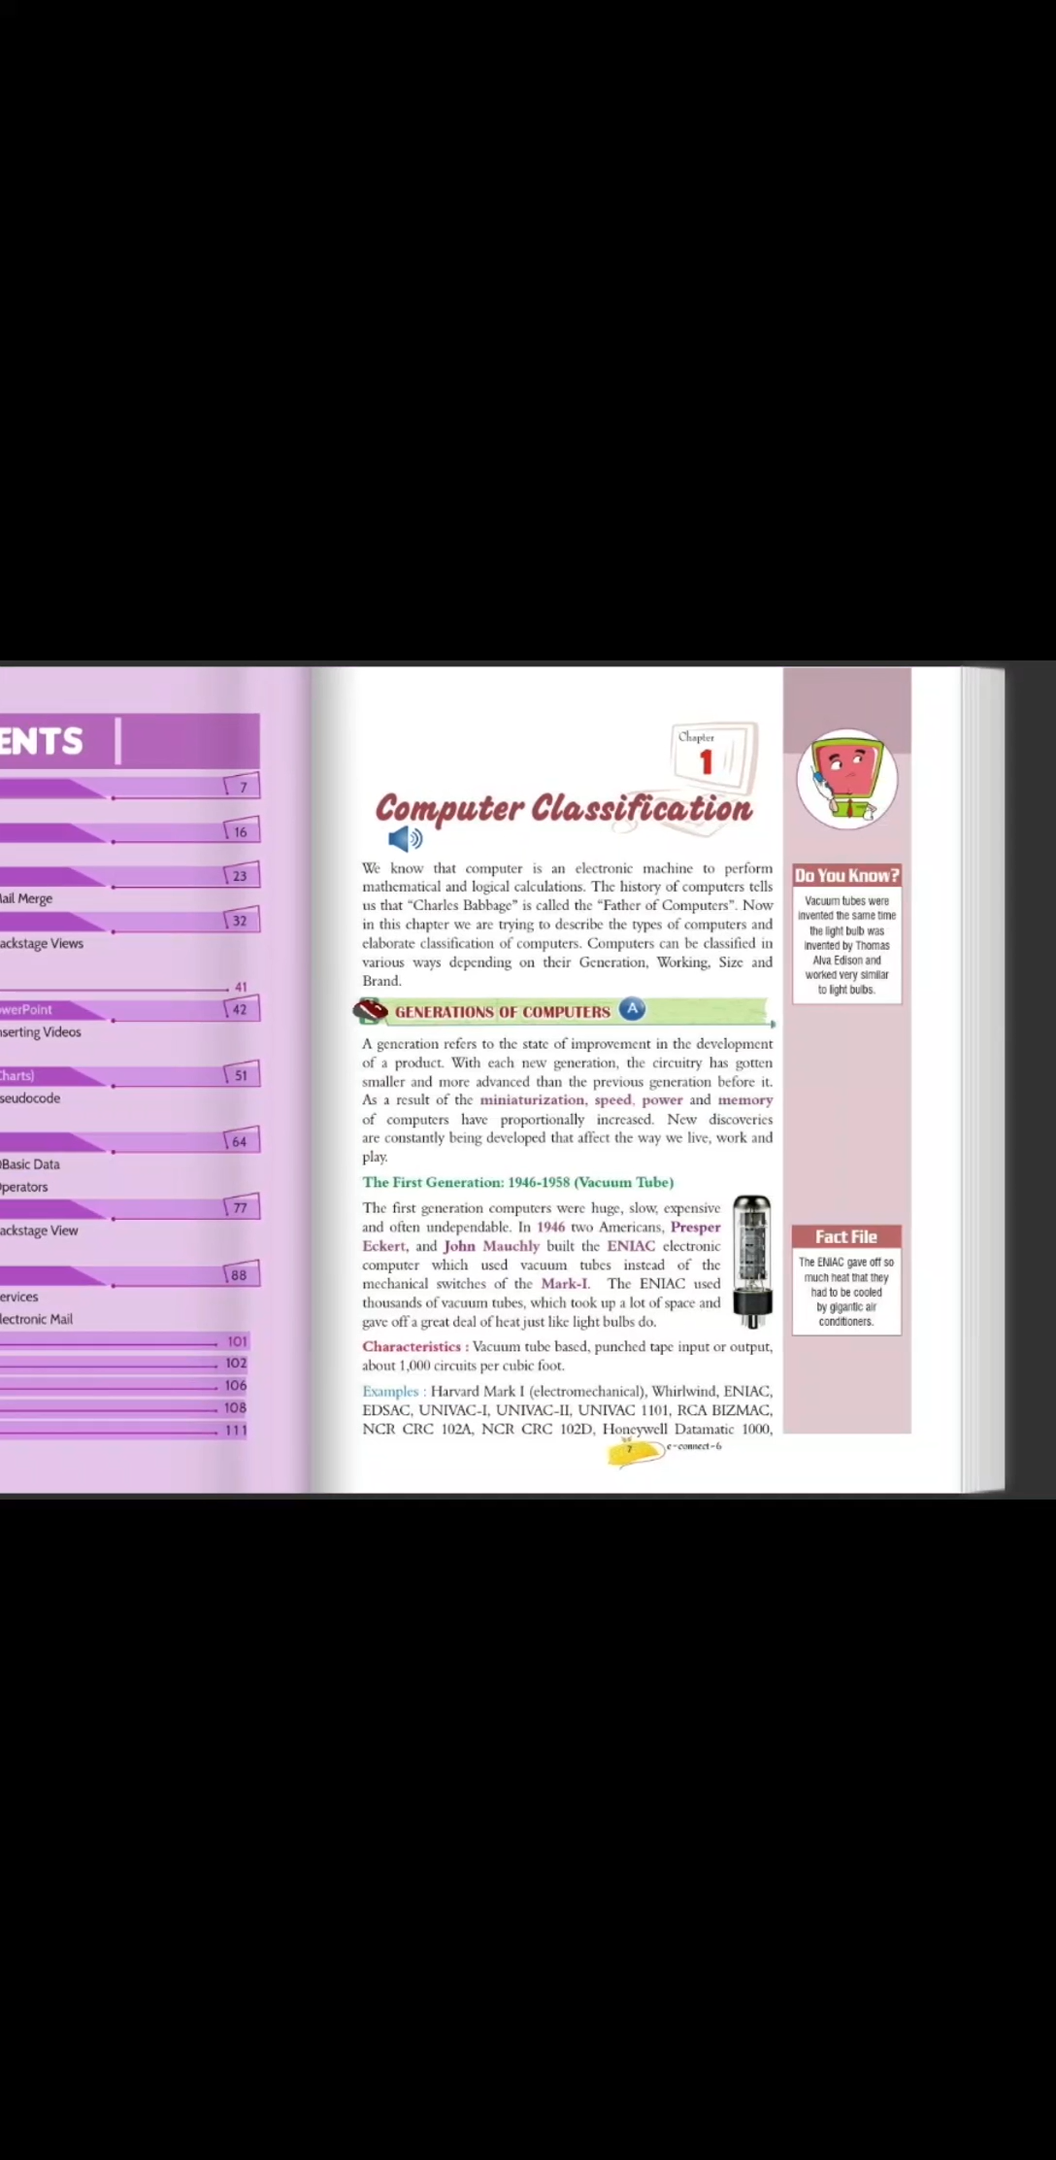 ENTS
7
16
23
ail Merge
32
ackstage Views
41
owerPoint
42
nserting Videos
Charts)
51
seudocode
64
Basic Data
perators
77
ackstage View
88
ervices
lectronic Mail
101
102
106
108
111
Chapter
1
Computer Classification
We know that computer is an electronic machine to perform
mathematical and logical calculations. The history of computers tells
us that “Charles Babbage” is called the “Father of Computers”. Now
in this chapter we are trying to describe the types of computers and
elaborate classification of computers. Computers can be classified in
various ways depending on their Generation, Working, Size and
Brand.
GENERATIONS OF COMPUTERS A
A generation refers to the state of improvement in the development
of a product. With each new generation, the circuitry has gotten
smaller and more advanced than the previous generation before it.
As a result of the miniaturization, speed, power and memory
of computers have proportionally increased. New discoveries
are constantly being developed that affect the way we live, work and
play.
The First Generation: 1946-1958 (Vacuum Tube)
The first generation computers were huge, slow, expensive
and often undependable. In 1946 two Americans, Presper
Eckert, and John Mauchly built the ENIAC electronic
computer which used vacuum tubes instead of the
mechanical switches of the Mark-I. The ENIAC used
thousands of vacuum tubes, which took up a lot of space and
gave off a great deal of heat just like light bulbs do.
Characteristics : Vacuum tube based, punched tape input or output,
about 1,000 circuits per cubic foot.
Examples : Harvard Mark I (electromechanical), Whirlwind, ENIAC,
EDSAC, UNIVAC-I, UNIVAC-II, UNIVAC 1101, RCA BIZMAC,
NCR CRC 102A, NCR CRC 102D, Honeywell Datamatic 1000,
7
e-connect-6
Do You Know?
Vacuum tubes were
invented the same time
the light bulb was
invented by Thomas
Alva Edison and
worked very similar
to light bulbs.
Fact File
The ENIAC gave off so
much heat that they
had to be cooled
by gigantic air
conditioners.